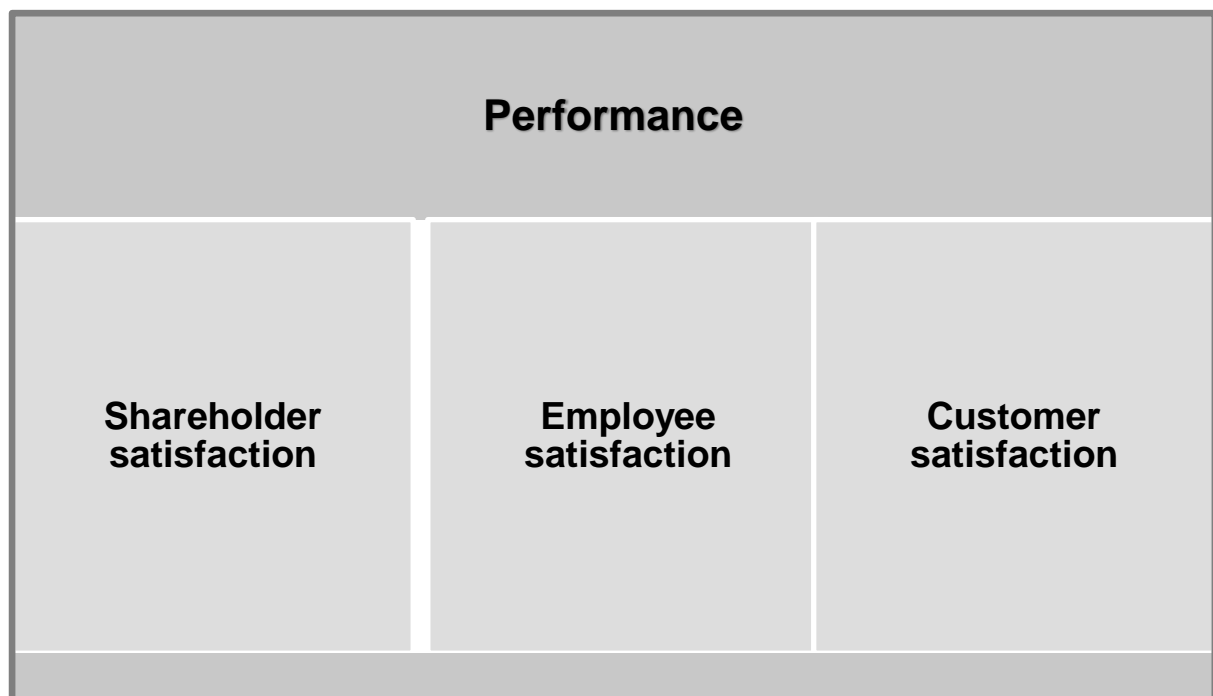 Performance
Shareholder
satisfaction
Employee
satisfaction
Customer
satisfaction